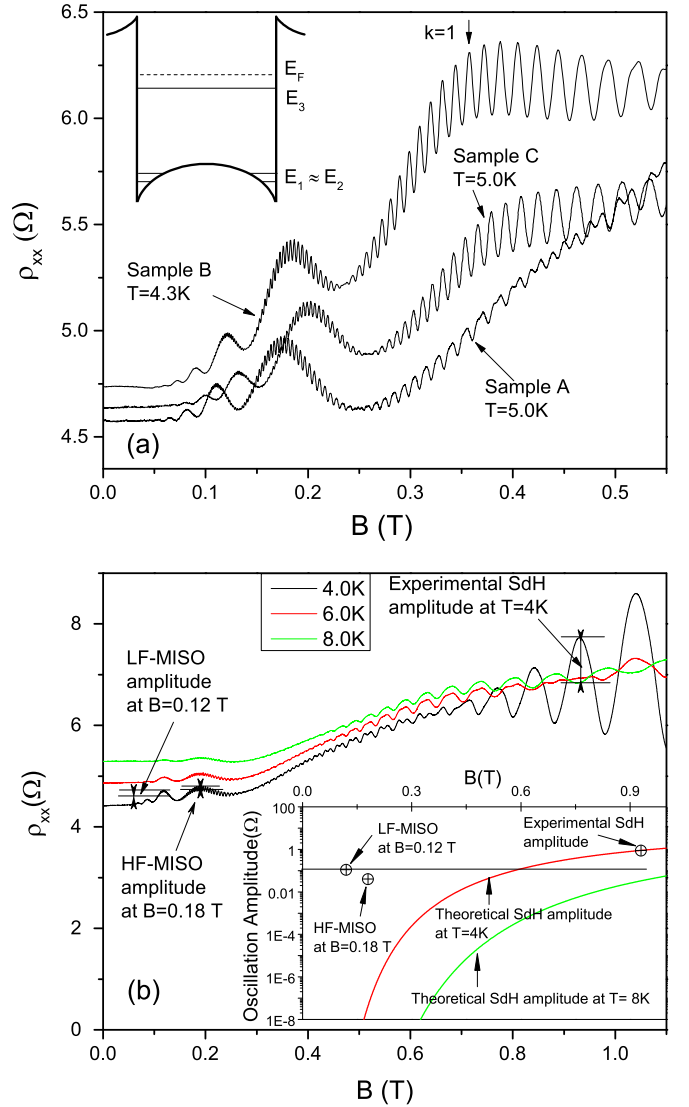 6.5
6.0
5.5
5.0
4.5
ρxx (Ω)
k=1
EF
E3
E1 ≈ E2
Sample C
T=5.0K
Sample B
T=4.3K
Sample A
T=5.0K
(a)
0.0 0.1 0.2 0.3 0.4 0.5
B (T)
8
6
4
2
0
ρxx(Ω)
4.0K
6.0K
8.0K
Experimental SdH
amplitude at T=4K
LF-MISO
amplitude
at B=0.12 T
HF-MISO
amplitude
at B=0.18 T
B(T)
0.0 0.3 0.6 0.9
100
1
0.01
1E-4
1E-6
1E-8
Oscillation Amplitude(Ω)
LF-MISO
at B=0.12 T
Experimental SdH
amplitude
HF-MISO
at B=0.18 T
Theoretical SdH amplitude
at T=4K
Theoretical SdH amplitude at T= 8K
(b)
0.0 0.2 0.4 0.6 0.8 1.0
B (T)